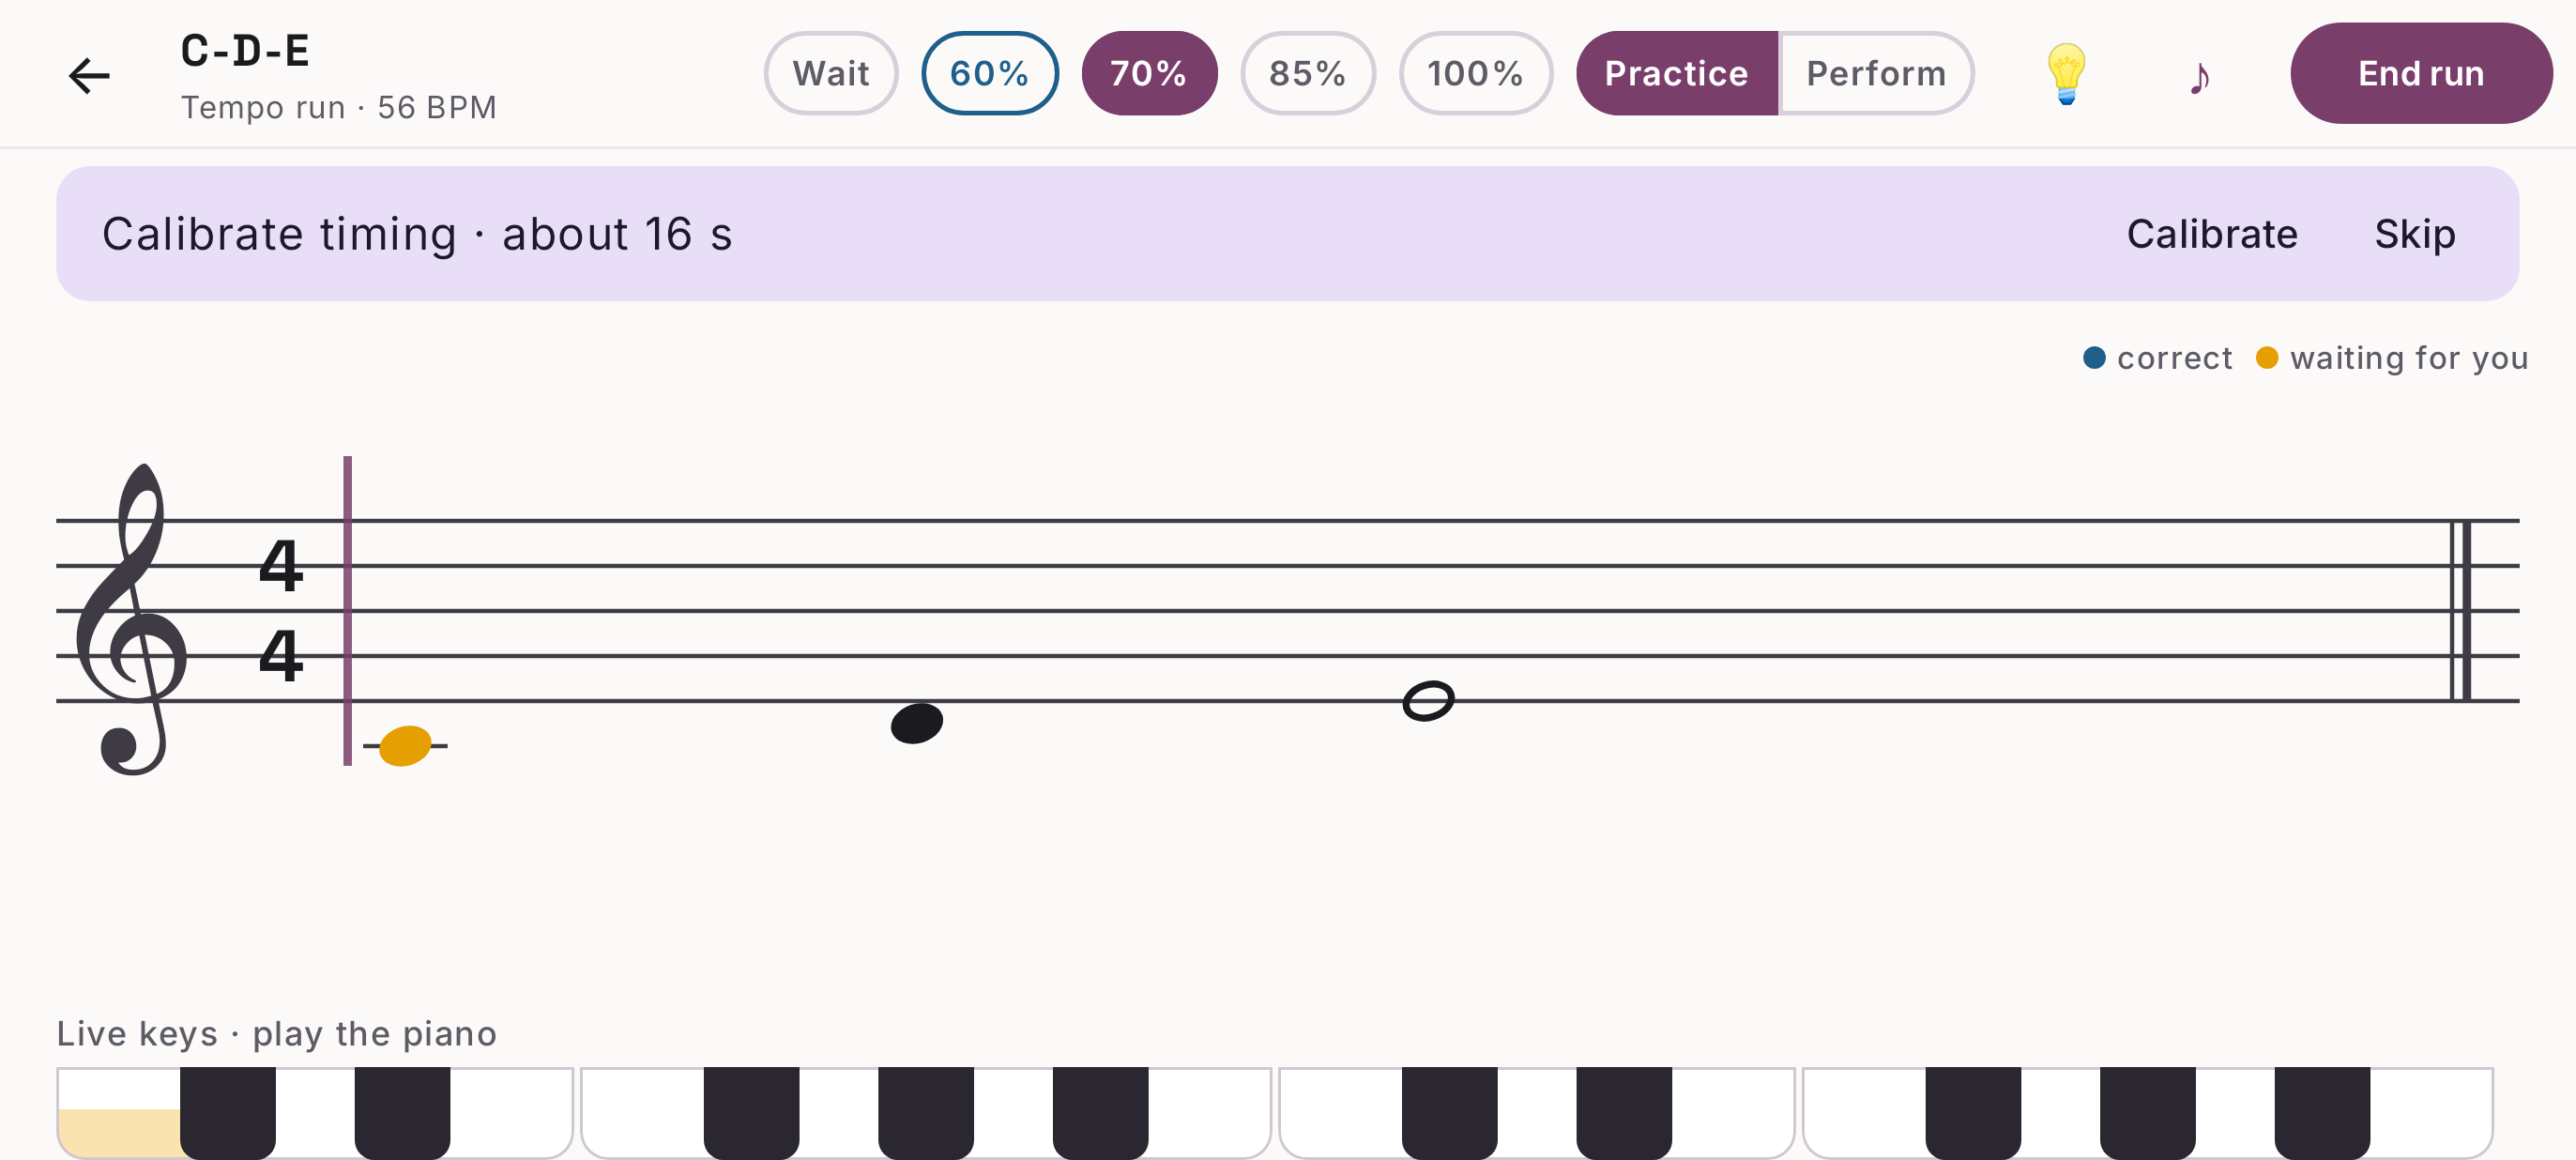 C-D-E
Tempo run · 56 BPM
Wait 60% 70% 85% 100% Practice Perform End run
Calibrate timing · about 16 s Calibrate Skip
correct waiting for you
4
4
Live keys · play the piano